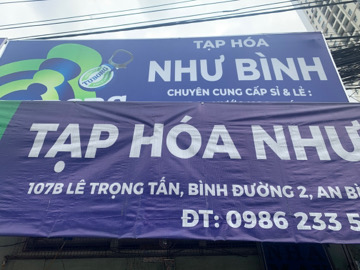 TẠP HÓA
NHƯ BÌNH
CHUYÊN CUNG CẤP SỈ & LẺ :
TUBORG
TẠP HÓA NHƯ
107B LÊ TRỌNG TẤN, BÌNH ĐƯỜNG 2, AN B
ĐT: 0986 233 5